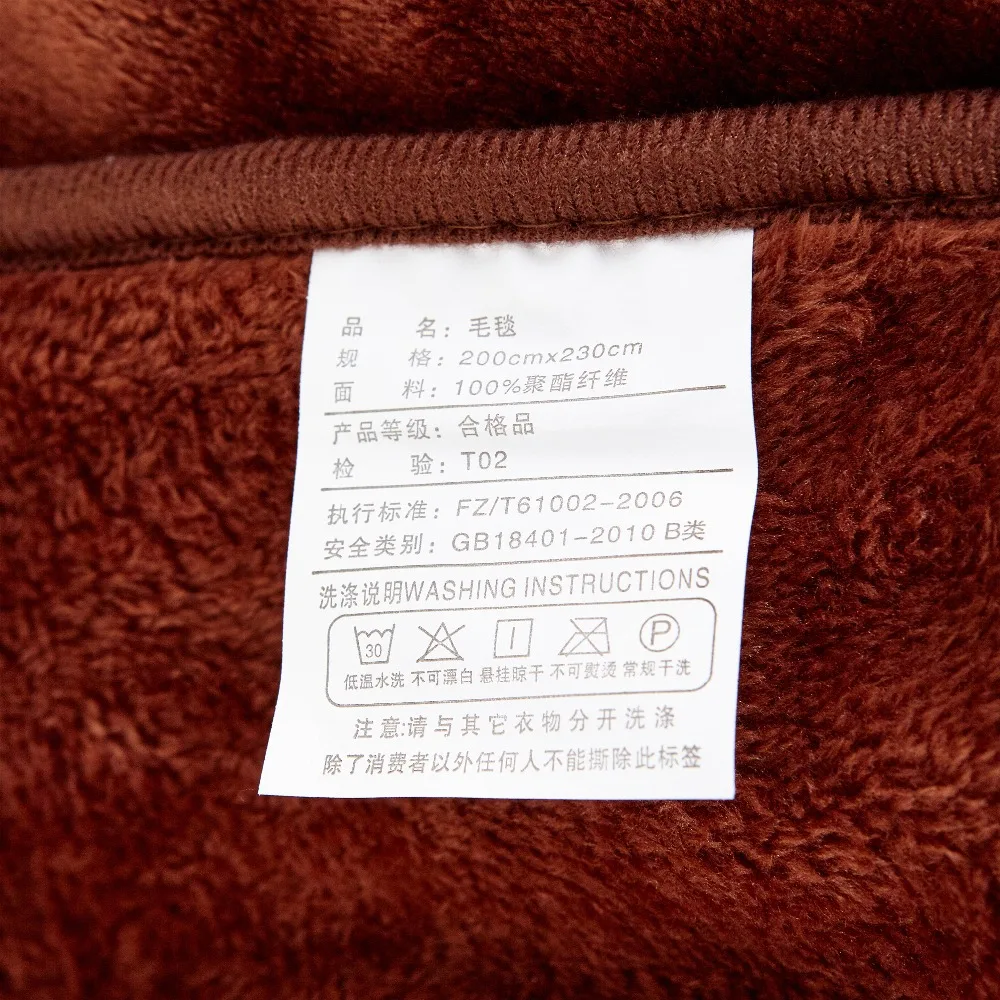 品 名：毛毯
规 格：200cmx230cm
面 料：100%聚酯纤维
产品等级：合格品
检 验：T02
执行标准：FZ/T61002-2006
安全类别：GB18401-2010 B类
洗涤说明WASHING INSTRUCTIONS
30 P
低温水洗 不可漂白 悬挂晾干 不可熨烫 常规干洗
注意:请与其它衣物分开洗涤
除了消费者以外任何人不能撕除此标签